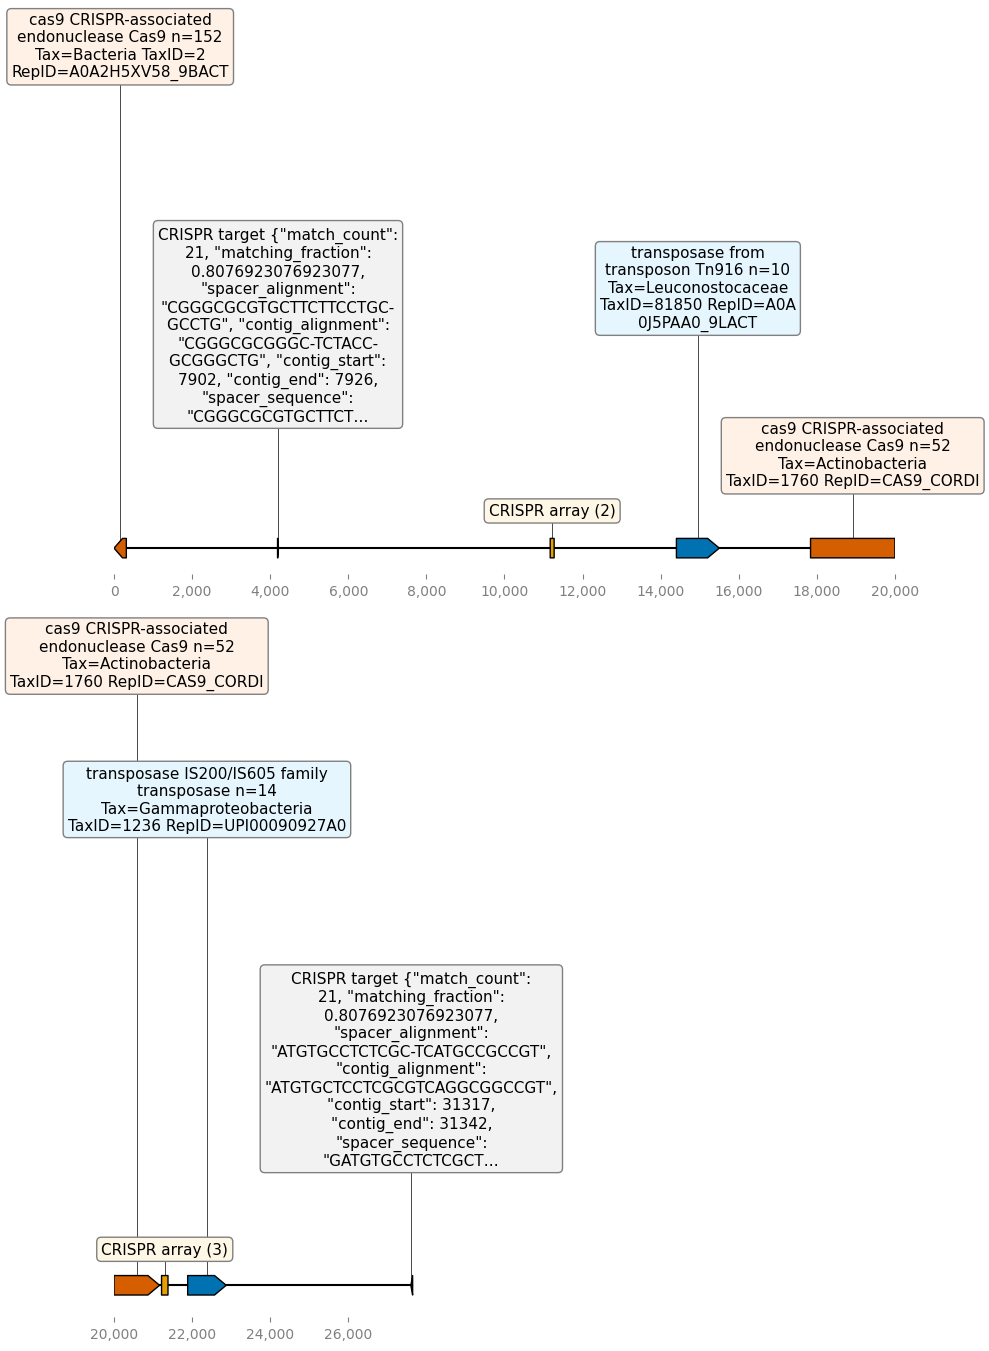 cas9 CRISPR-associated
endonuclease Cas9 n=152
Tax=Bacteria TaxID=2
RepID=A0A2H5XV58_9BACT
CRISPR target {"match_count":
21, "matching_fraction":
0.8076923076923077,
"spacer_alignment":
"CGGGCGCGTGCTTCTTCCTGC-
GCCTG", "contig_alignment":
"CGGGCGCGGGC-TCTACC-
GCGGGCTG", "contig_start":
7902, "contig_end": 7926,
"spacer_sequence":
"CGGGCGCGTGCTTCT...
transposase from
transposon Tn916 n=10
Tax=Leuconostocaceae
TaxID=81850 RepID=A0A
0J5PAA0_9LACT
cas9 CRISPR-associated
endonuclease Cas9 n=52
Tax=Actinobacteria
TaxID=1760 RepID=CAS9_CORDI
CRISPR array (2)
0 2,000 4,000 6,000 8,000 10,000 12,000 14,000 16,000 18,000 20,000
cas9 CRISPR-associated
endonuclease Cas9 n=52
Tax=Actinobacteria
TaxID=1760 RepID=CAS9_CORDI
transposase IS200/IS605 family
transposase n=14
Tax=Gammaproteobacteria
TaxID=1236 RepID=UPI00090927A0
CRISPR target {"match_count":
21, "matching_fraction":
0.8076923076923077,
"spacer_alignment":
"ATGTGCCTCTCGC-TCATGCCGCCGT",
"contig_alignment":
"ATGTGCTCCTCGCGTCAGGCGGCCGT",
"contig_start": 31317,
"contig_end": 31342,
"spacer_sequence":
"GATGTGCCTCTCGCT...
CRISPR array (3)
20,000 22,000 24,000 26,000